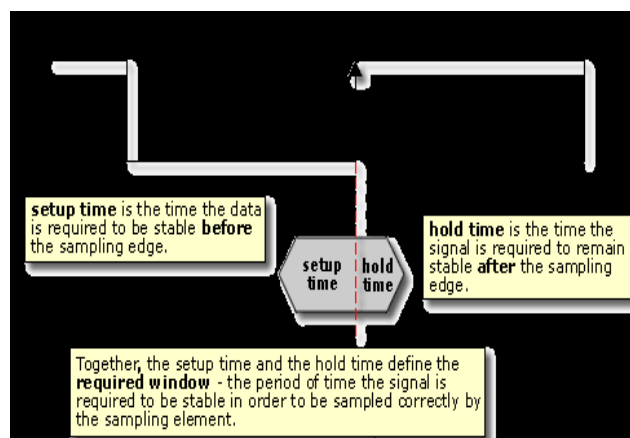 setup time is the time the data
is required to be stable before
the sampling edge.
hold time is the time the
signal is required to remain
stable after the sampling
edge.
setup
time
hold
time
Together, the setup time and the hold time define the
required window - the period of time the signal is
required to be stable in order to be sampled correctly by
the sampling element.